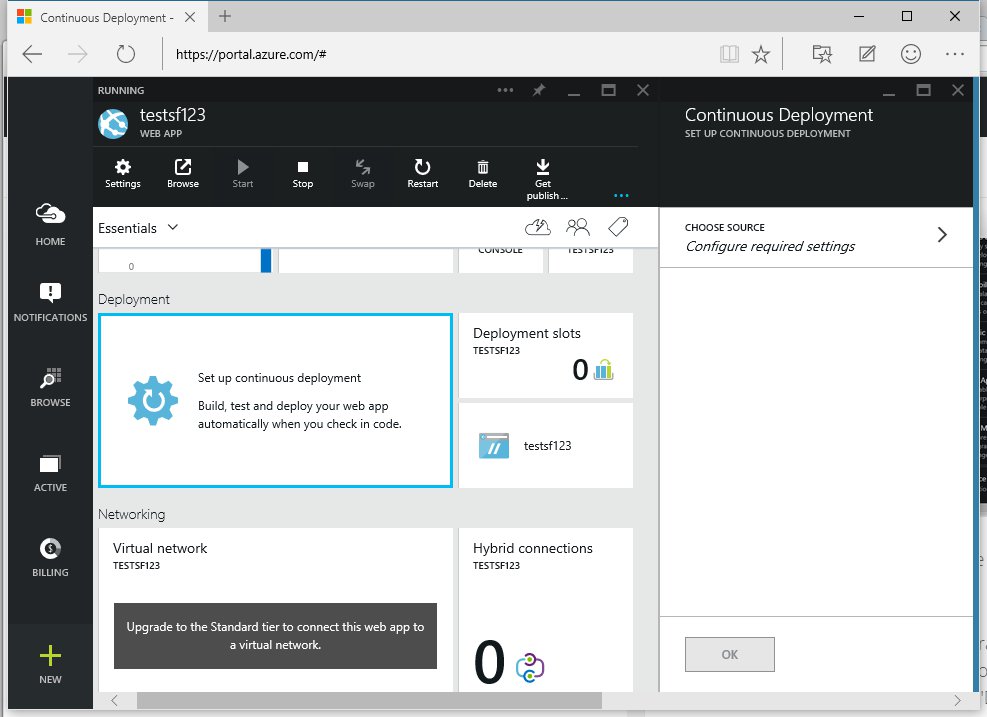 Continuous Deployment -
https://portal.azure.com/#
RUNNING
testsf123
WEB APP
Settings
Browse
Start
Stop
Swap
Restart
Delete
Get
publish ...
Essentials
0
CONSOLE
TESTSF123
HOME
NOTIFICATIONS
BROWSE
ACTIVE
BILLING
NEW
Deployment
Set up continuous deployment
Build, test and deploy your web app
automatically when you check in code.
Deployment slots
TESTSF123
0
testsf123
Networking
Virtual network
TESTSF123
Upgrade to the Standard tier to connect this web app to
a virtual network.
Hybrid connections
TESTSF123
0
Continuous Deployment
SET UP CONTINUOUS DEPLOYMENT
CHOOSE SOURCE
Configure required settings
OK